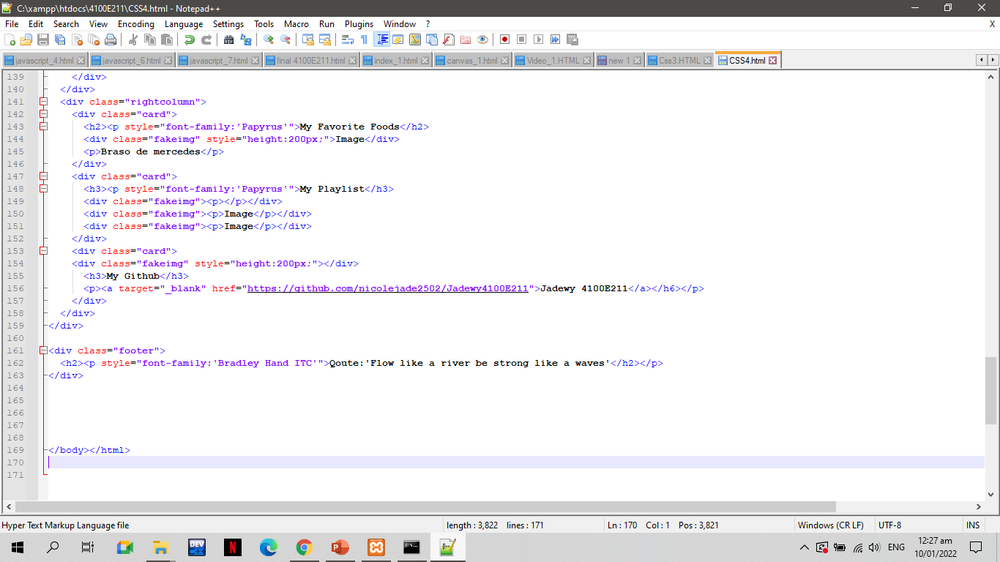 C:\xampp\htdocs\4100E211\CSS4.html - Notepad++
File Edit Search View Encoding Language Settings Tools Macro Run Plugins Window ? X
javascript_4.html javascript_6.html javascript_7.html final 4100E211.html index_1.html canvas_1.html Video_1.HTML new 1 Css3.HTML CSS4.html
139 </div>
140 </div>
141 <div class="rightcolumn">
142 <div class="card">
143 <h2><p style="font-family:'Papyrus'">My Favorite Foods</h2>
144 <div class="fakeimg" style="height:200px;">Image</div>
145 <p>Braso de mercedes</p>
146 </div>
147 <div class="card">
148 <h3><p style="font-family:'Papyrus'">My Playlist</h3>
149 <div class="fakeimg"><p></p></div>
150 <div class="fakeimg"><p>Image</p></div>
151 <div class="fakeimg"><p>Image</p></div>
152 </div>
153 <div class="card">
154 <div class="fakeimg" style="height:200px;"></div>
155 <h3>My Github</h3>
156 <p><a target="_blank" href="https://github.com/nicolejade2502/Jadewy4100E211">Jadewy 4100E211</a></h6></p>
157 </div>
158 </div>
159 </div>
160
161 <div class="footer">
162 <h2><p style="font-family:'Bradley Hand ITC'">Qoute:'Flow like a river be strong like a waves'</h2></p>
163 </div>
164
165
166
167
168
169 </body></html>
170
171
Hyper Text Markup Language file length : 3,822 lines : 171 Ln : 170 Col : 1 Pos : 3,821 Windows (CR LF) UTF-8 INS
DEV C++ N P ENG 12:27 am
10/01/2022